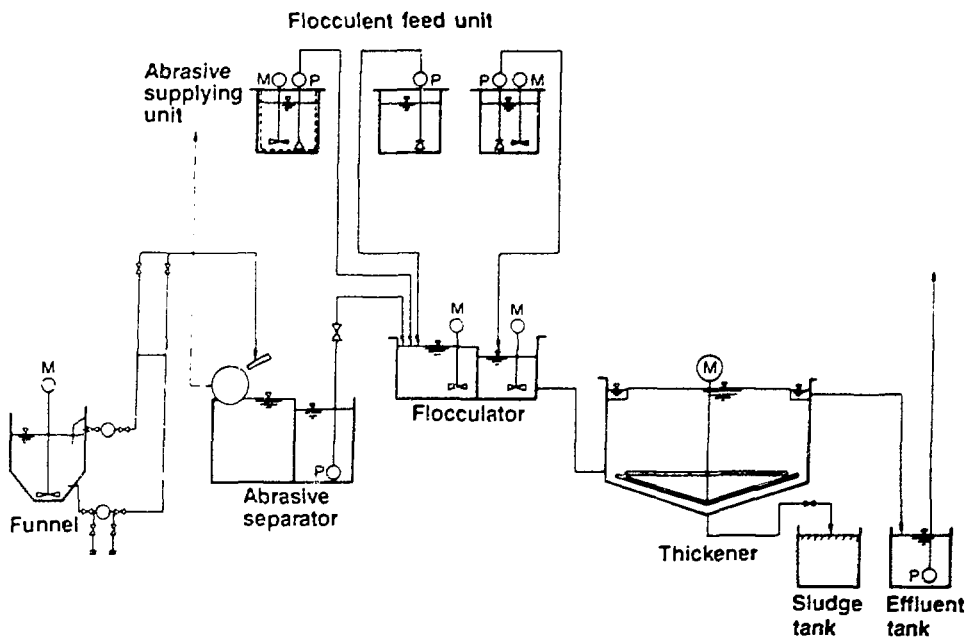 Flocculent feed unit
Abrasive
supplying
unit
M
P
P
P
M
M
M
M
M
Flocculator
P
Abrasive
separator
Funnel
Thickener
P
Sludge
tank
Effluent
tank